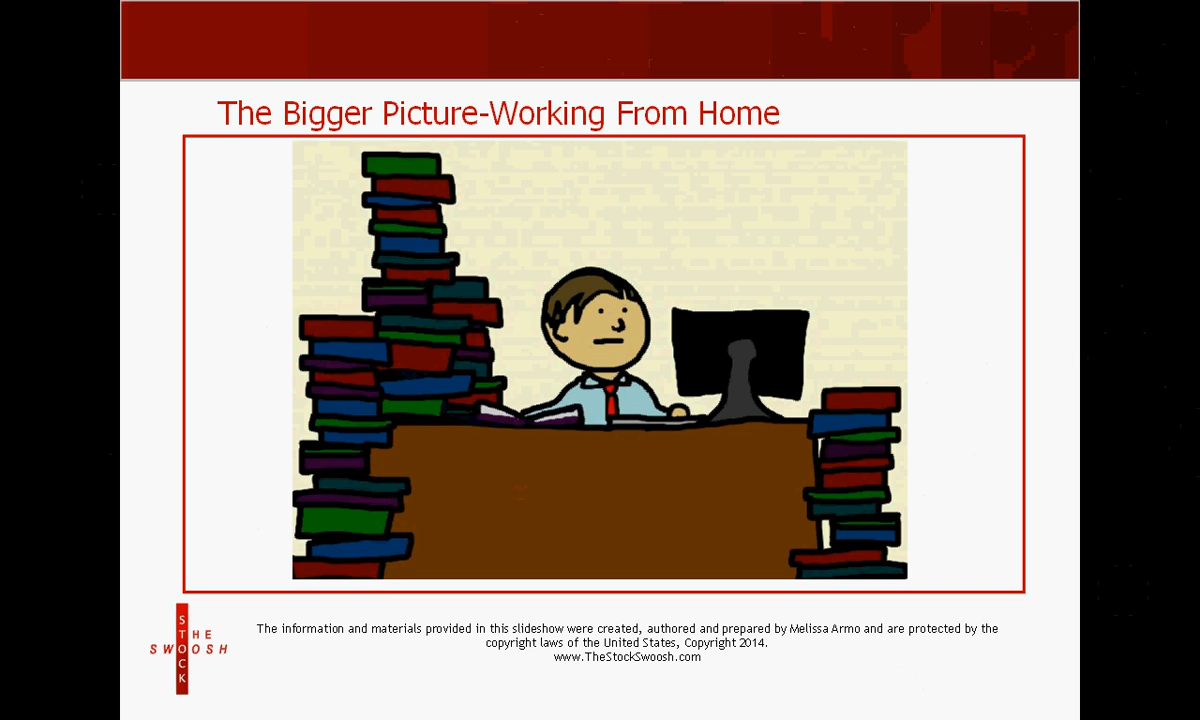 The Bigger Picture-Working From Home
THE
STOCK
SWOOSH
The information and materials provided in this slideshow were created, authored and prepared by Melissa Armo and are protected by the
copyright laws of the United States, Copyright 2014.
www.TheStockSwoosh.com